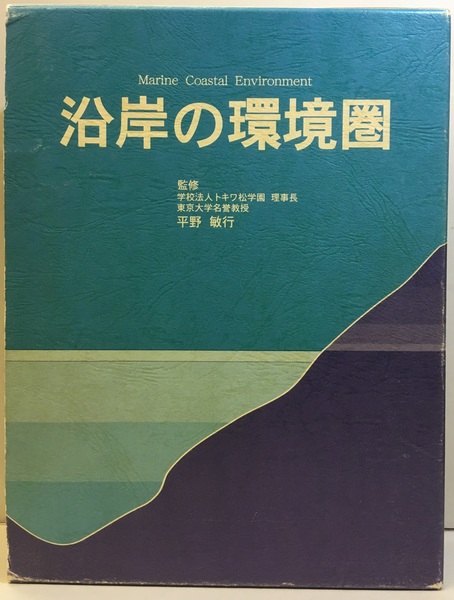 Marine Coastal Environment
沿岸の環境圏
監修
学校法人トキワ松学園 理事長
東京大学名誉教授
平野 敏行